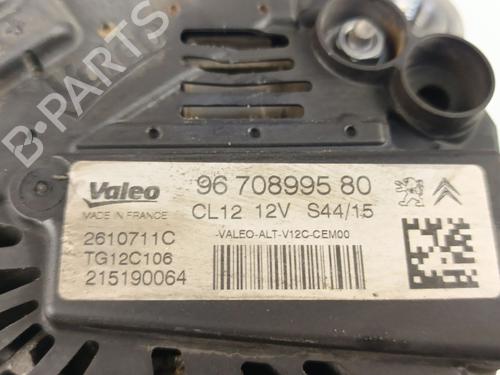 B-PARTS
Valeo
MADE IN FRANCE
96 708995 80
CL12 12V S44/15
2610711C
-VALEO-ALT-V12C-CEM00
TG12C106
215190064